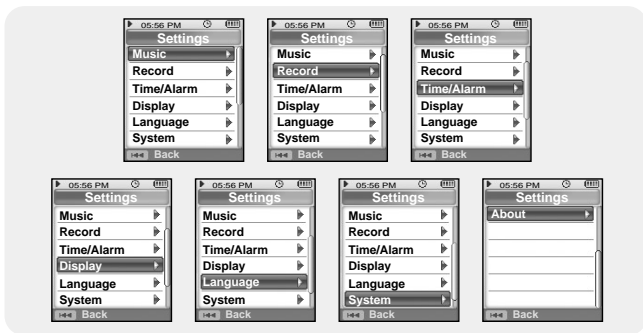 05:56 PM
Settings
Music
Record
Time/Alarm
Display
Language
System
Back
05:56 PM
Settings
Music
Record
Time/Alarm
Display
Language
System
Back
05:56 PM
Settings
Music
Record
Time/Alarm
Display
Language
System
Back
05:56 PM
Settings
Music
Record
Time/Alarm
Display
Language
System
Back
05:56 PM
Settings
Music
Record
Time/Alarm
Display
Language
System
Back
05:56 PM
Settings
Music
Record
Time/Alarm
Display
Language
System
Back
05:56 PM
Settings
About
Back